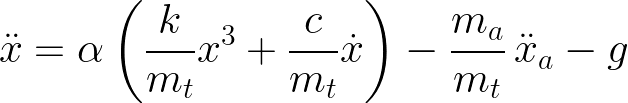 ẍ = α ( k/m_t x³ + c/m_t ẋ ) − m_a/m_t ẍ_a − g